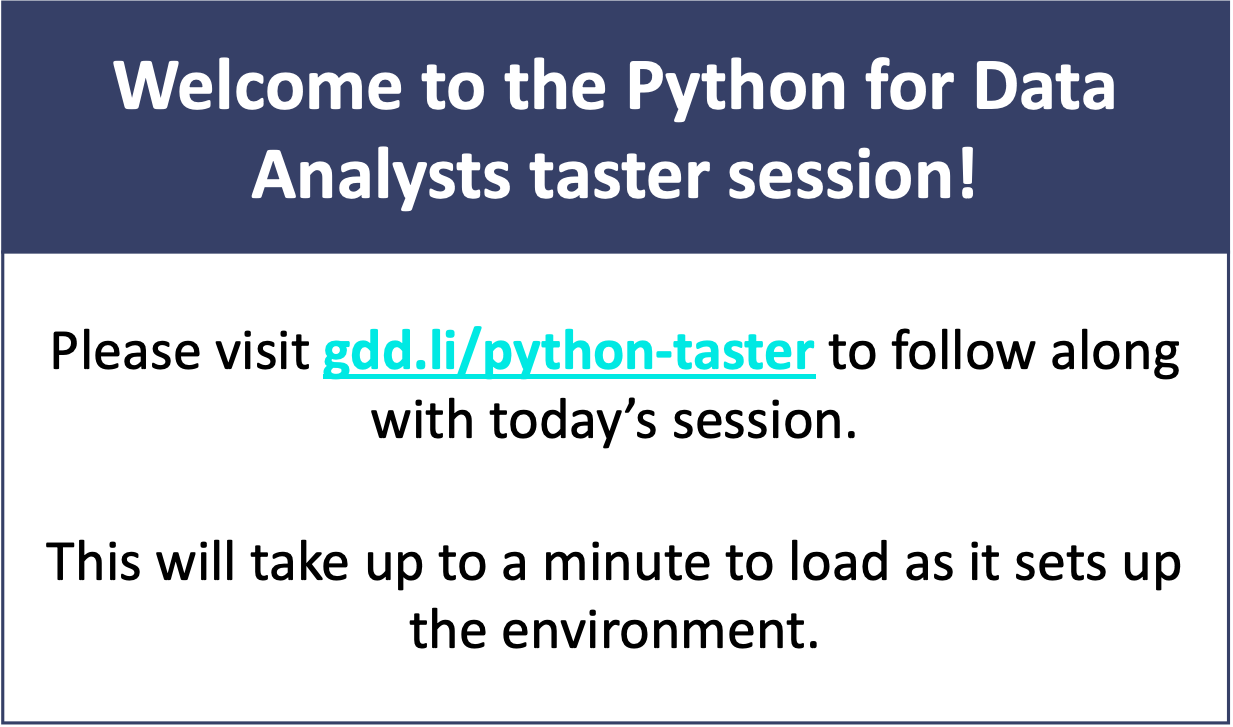 Welcome to the Python for Data
Analysts taster session!
Please visit gdd.li/python-taster to follow along
with today’s session.
This will take up to a minute to load as it sets up
the environment.